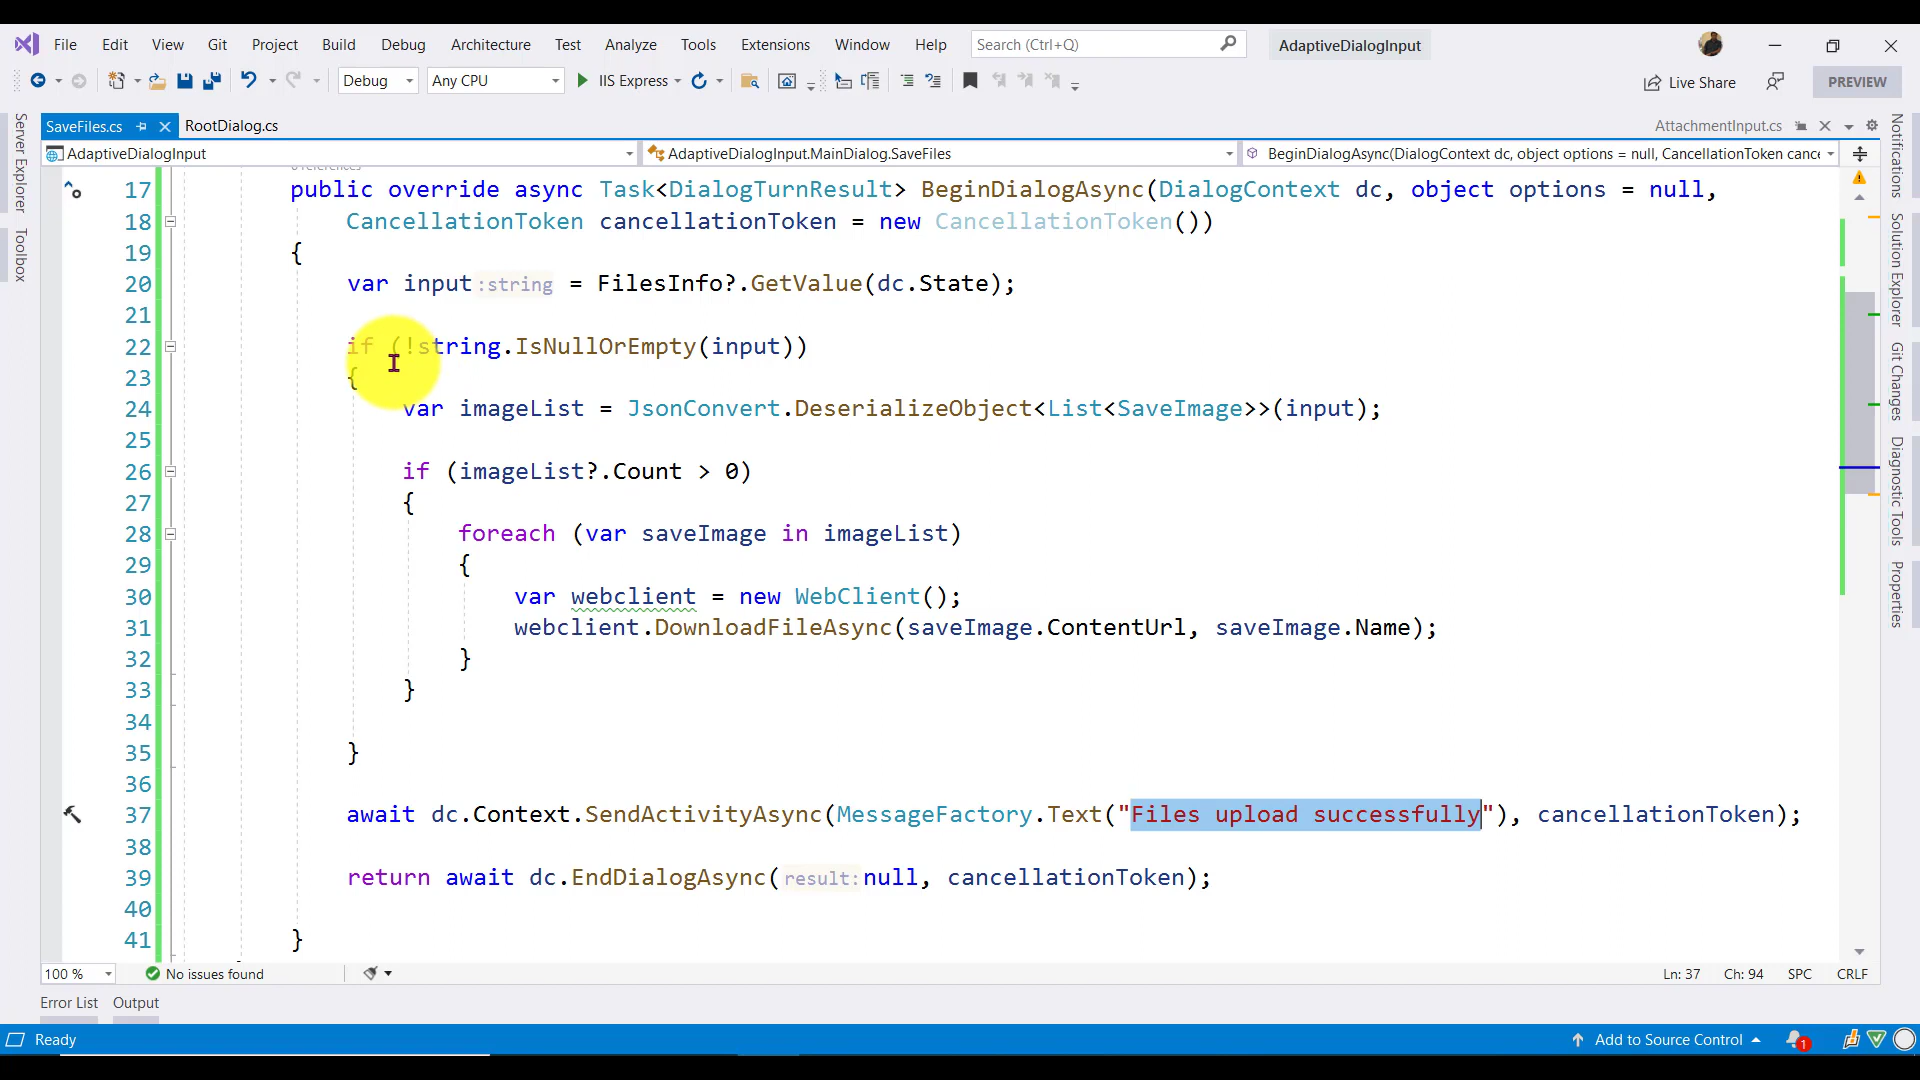 File Edit View Git Project Build Debug Architecture Test Analyze Tools Extensions Window Help Search (Ctrl+Q) AdaptiveDialogInput
Debug Any CPU IIS Express Live Share PREVIEW
SaveFiles.cs RootDialog.cs AttachmentInput.cs
AdaptiveDialogInput AdaptiveDialogInput.MainDialog.SaveFiles BeginDialogAsync(DialogContext dc, object options = null, CancellationToken cance
Server Explorer
Toolbox
Notifications
Solution Explorer
Git Changes
Diagnostic Tools
Properties
17 public override async Task<DialogTurnResult> BeginDialogAsync(DialogContext dc, object options = null,
18 CancellationToken cancellationToken = new CancellationToken())
19 {
20 var input:string = FilesInfo?.GetValue(dc.State);
21
22 if (!string.IsNullOrEmpty(input))
23 {
24 var imageList = JsonConvert.DeserializeObject<List<SaveImage>>(input);
25
26 if (imageList?.Count > 0)
27 {
28 foreach (var saveImage in imageList)
29 {
30 var webclient = new WebClient();
31 webclient.DownloadFileAsync(saveImage.ContentUrl, saveImage.Name);
32 }
33 }
34
35 }
36
37 await dc.Context.SendActivityAsync(MessageFactory.Text("Files upload successfully"), cancellationToken);
38
39 return await dc.EndDialogAsync(result:null, cancellationToken);
40
41 }
100 % No issues found Ln: 37 Ch: 94 SPC CRLF
Error List Output
Ready Add to Source Control 1